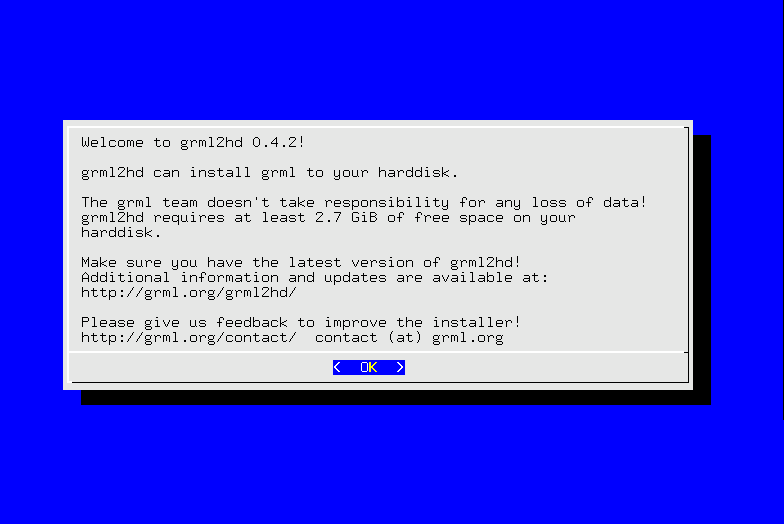 Welcome to grml2hd 0.4.2!
grml2hd can install grml to your harddisk.
The grml team doesn't take responsibility for any loss of data!
grml2hd requires at least 2.7 GiB of free space on your
harddisk.
Make sure you have the latest version of grml2hd!
Additional information and updates are available at:
http://grml.org/grml2hd/
Please give us feedback to improve the installer!
http://grml.org/contact/  contact (at) grml.org
<  OK  >